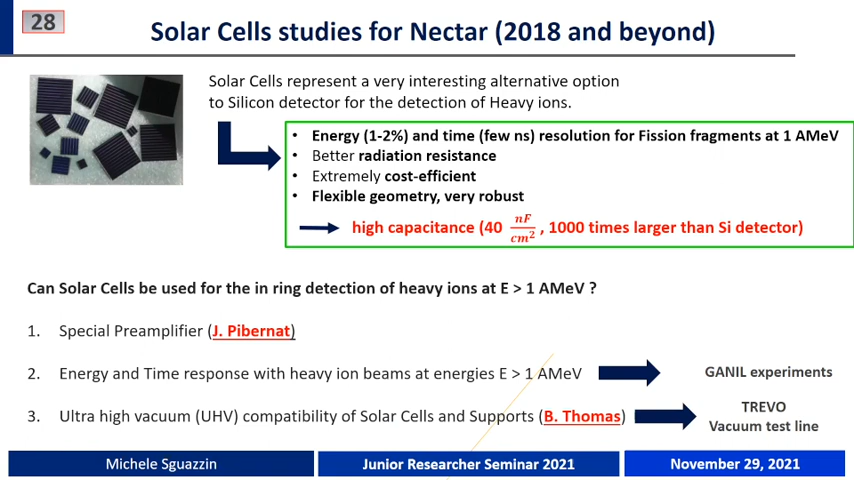 28
Solar Cells studies for Nectar (2018 and beyond)
Solar Cells represent a very interesting alternative option
to Silicon detector for the detection of Heavy ions.
• Energy (1-2%) and time (few ns) resolution for Fission fragments at 1 AMeV
• Better radiation resistance
• Extremely cost-efficient
• Flexible geometry, very robust
high capacitance (40 nF/cm², 1000 times larger than Si detector)
Can Solar Cells be used for the in ring detection of heavy ions at E > 1 AMeV ?
1. Special Preamplifier (J. Pibernat)
2. Energy and Time response with heavy ion beams at energies E > 1 AMeV
GANIL experiments
3. Ultra high vacuum (UHV) compatibility of Solar Cells and Supports (B. Thomas)
TREVO
Vacuum test line
Michele Sguazzin
Junior Researcher Seminar 2021
November 29, 2021